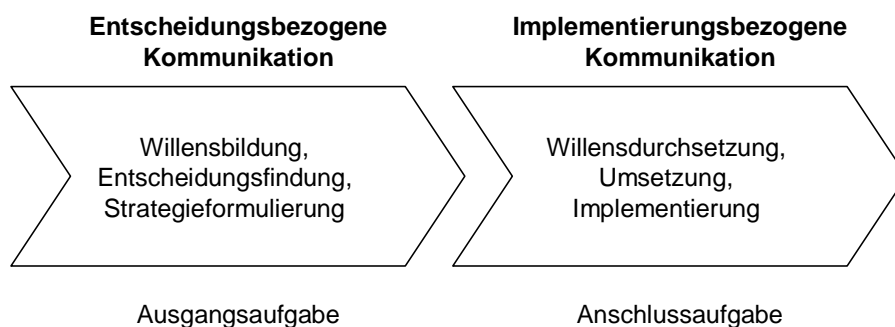 Entscheidungsbezogene
Kommunikation
Willensbildung,
Entscheidungsfindung,
Strategieformulierung
Ausgangsaufgabe
Implementierungsbezogene
Kommunikation
Willensdurchsetzung,
Umsetzung,
Implementierung
Anschlussaufgabe